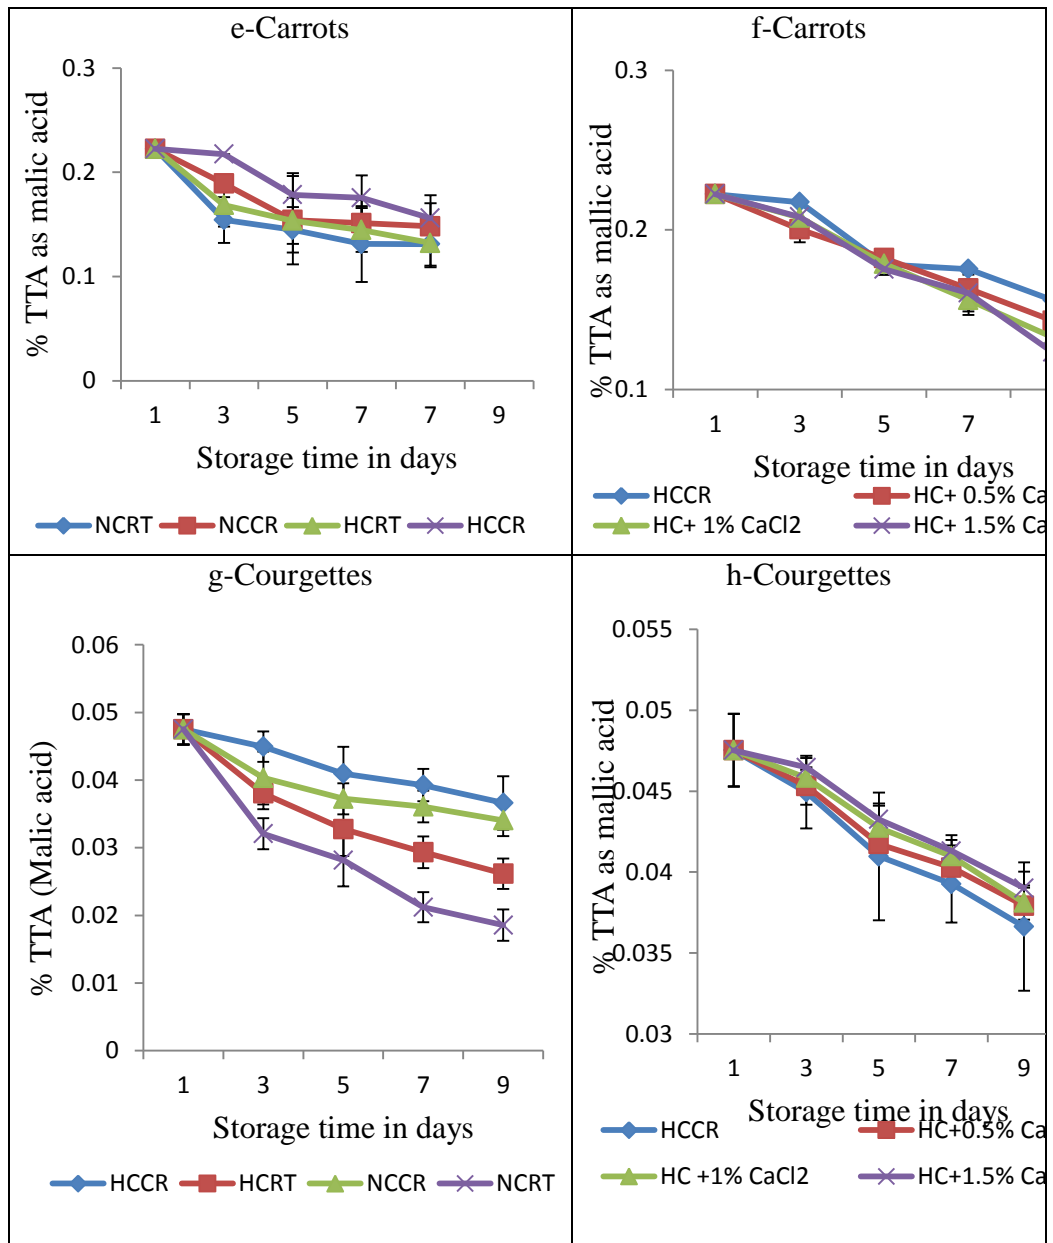 e-Carrots
% TTA as malic acid
0.3
0.2
0.1
0
1 3 5 7 7 9
Storage time in days
NCRT NCCR HCRT HCCR
f-Carrots
% TTA as mallic acid
0.3
0.2
0.1
1 3 5 7
Storage time in days
HCCR HC+ 0.5% Ca
HC+ 1% CaCl2 HC+ 1.5% Ca
g-Courgettes
% TTA (Malic acid)
0.06
0.05
0.04
0.03
0.02
0.01
0
1 3 5 7 9
Storage time in days
HCCR HCRT NCCR NCRT
h-Courgettes
% TTA as mallic acid
0.055
0.05
0.045
0.04
0.035
0.03
1 3 5 7 9
Storage time in days
HCCR HC+0.5% Ca
HC +1% CaCl2 HC+1.5% Ca